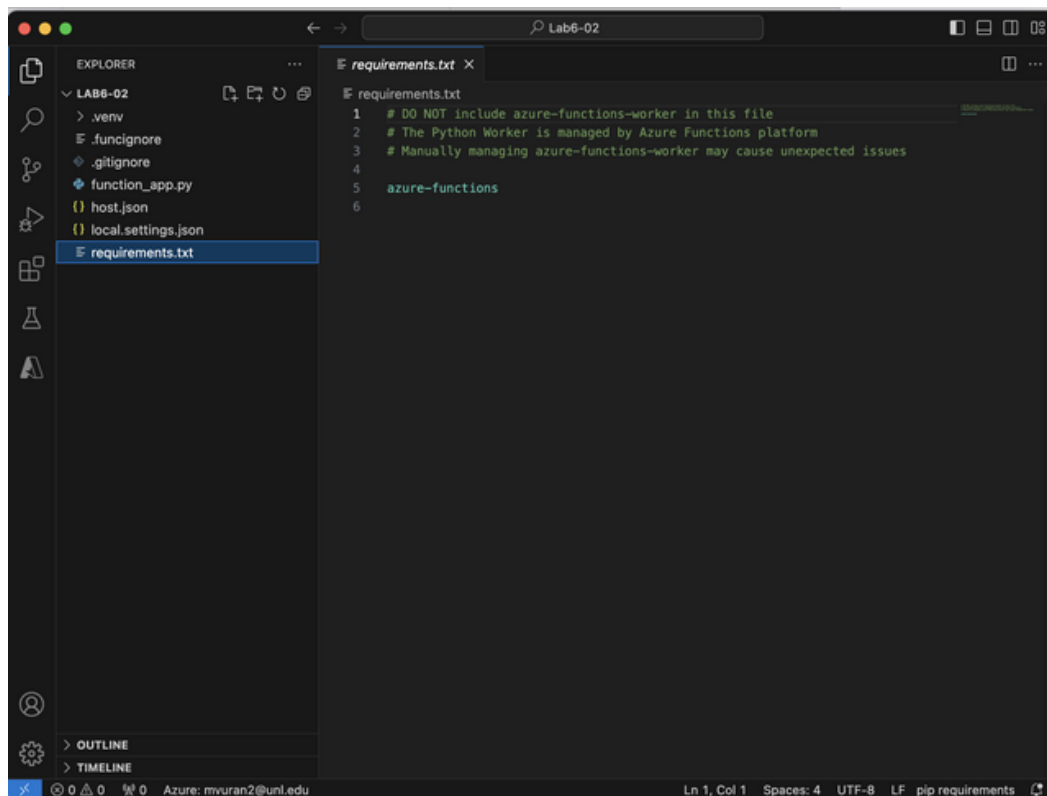 Lab6-02
EXPLORER
LAB6-02
.venv
.funcignore
.gitignore
function_app.py
host.json
local.settings.json
requirements.txt
OUTLINE
TIMELINE
requirements.txt
requirements.txt
1 # DO NOT include azure-functions-worker in this file
2 # The Python Worker is managed by Azure Functions platform
3 # Manually managing azure-functions-worker may cause unexpected issues
4
5 azure-functions
6
0 0 0 Azure: mvuran2@unl.edu Ln 1, Col 1 Spaces: 4 UTF-8 LF pip requirements